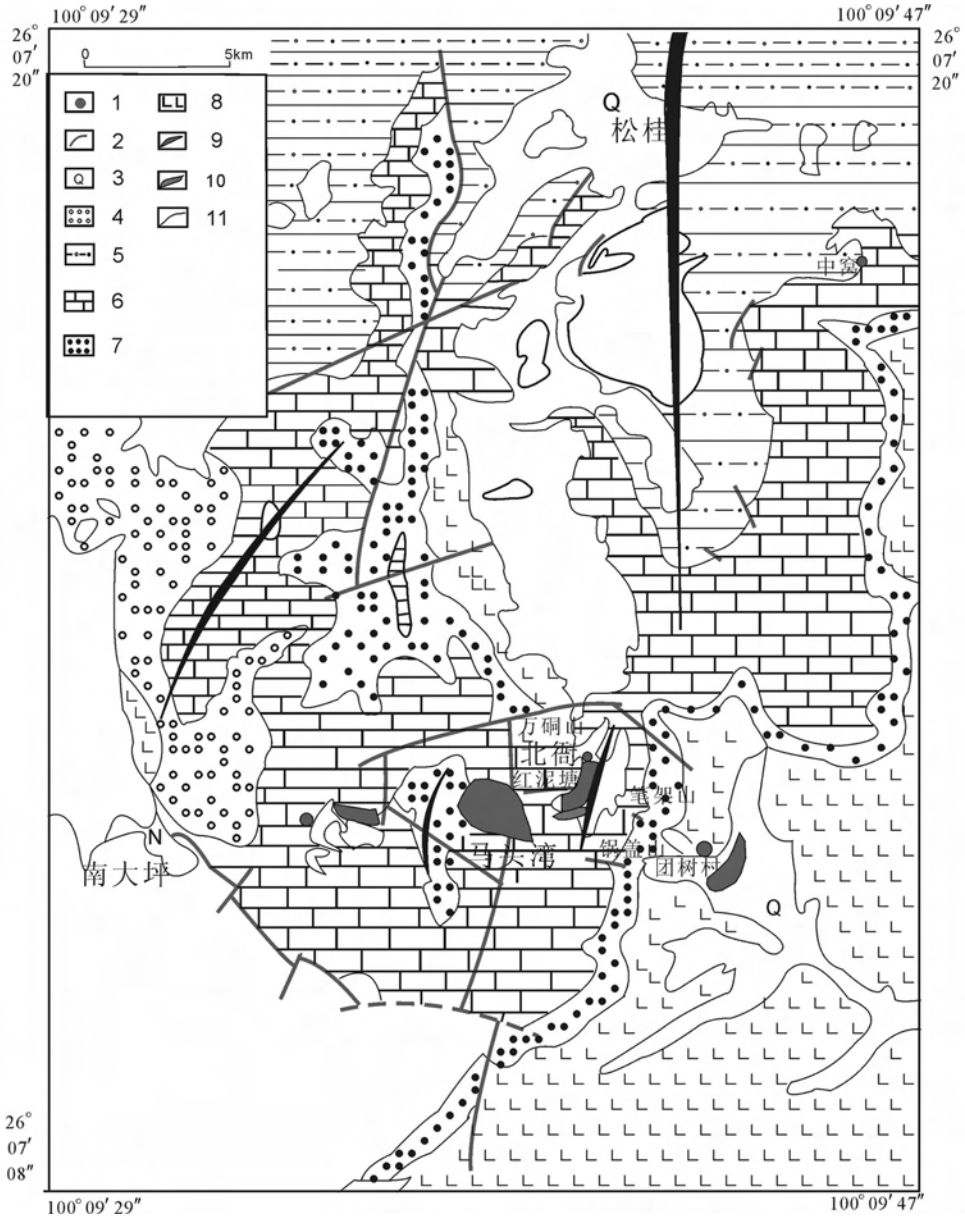 100° 09′ 29″
100° 09′ 47″
26°
07′
20″
26°
07′
20″
0
5km
1
8
2
9
Q
3
10
4
11
5
6
7
Q
松桂
中窝
万硐山
北衙
红泥塘
笔架山
N
南大坪
马头湾
锅盖山
团树村
Q
26°
07′
08″
100° 09′ 29″
100° 09′ 47″